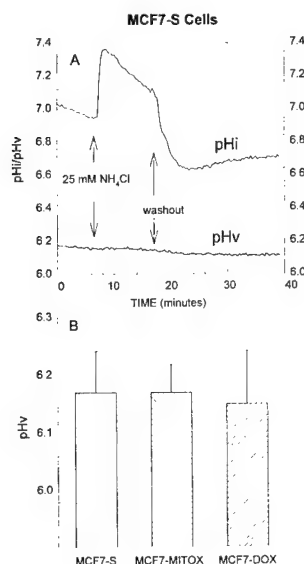 MCF7-S Cells
A
7.4
7.2
7.0
6.8
6.6
6.4
6.2
6.0
pHi/pHv
7.4
7.2
7.0
6.8
6.6
6.4
6.2
6.0
pHi
25 mM NH₄Cl
washout
pHv
0 10 20 30 40
TIME (minutes)
B
6.3
6.2
6.1
6.0
pHv
MCF7-S MCF7-MITOX MCF7-DOX